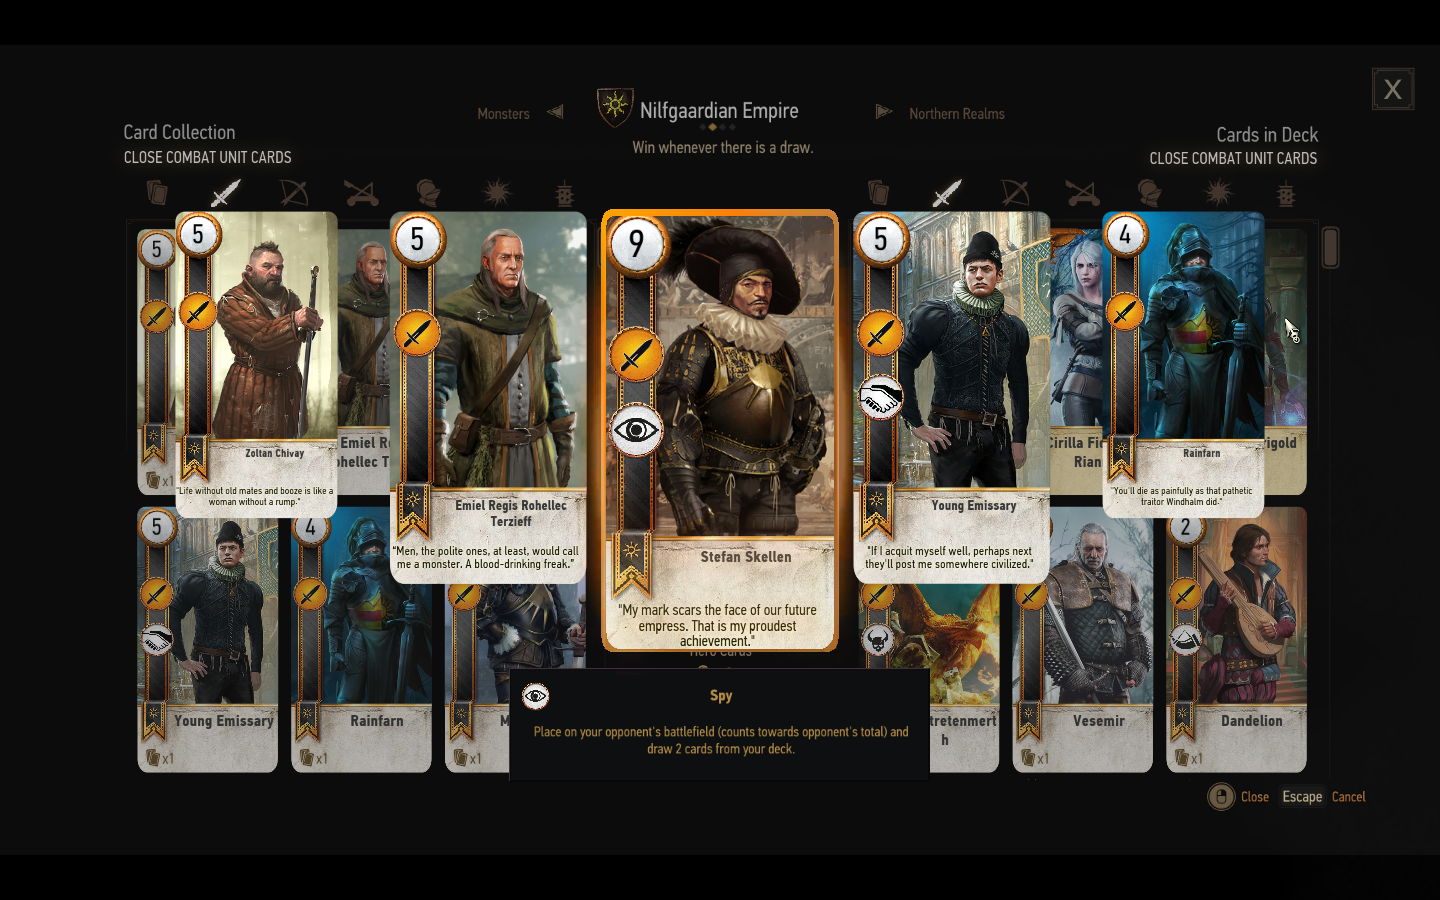 Monsters
Nilfgaardian Empire
Northern Realms
Win whenever there is a draw.
X
Card Collection
CLOSE COMBAT UNIT CARDS
Cards in Deck
CLOSE COMBAT UNIT CARDS
5
5
Zoltan Chivay
"Life without old mates and booze is like a
woman without a rump."
x1
5
Emiel Regis Rohellec
Terzieff
"Men, the polite ones, at least, would call
me a monster. A blood-drinking freak."
9
Stefan Skellen
"My mark scars the face of our future
empress. That is my proudest
achievement."
Hero Cards
5
Young Emissary
"If I acquit myself well, perhaps next
they'll post me somewhere civilized."
4
Rainfarn
"You'll die as painfully as that pathetic
traitor Windhalm did."
5
Young Emissary
x1
4
Rainfarn
x1
x1
x1
Vesemir
x1
2
Dandelion
x1
Spy
Place on your opponent's battlefield (counts towards opponent's total) and
draw 2 cards from your deck.
Close
Escape
Cancel